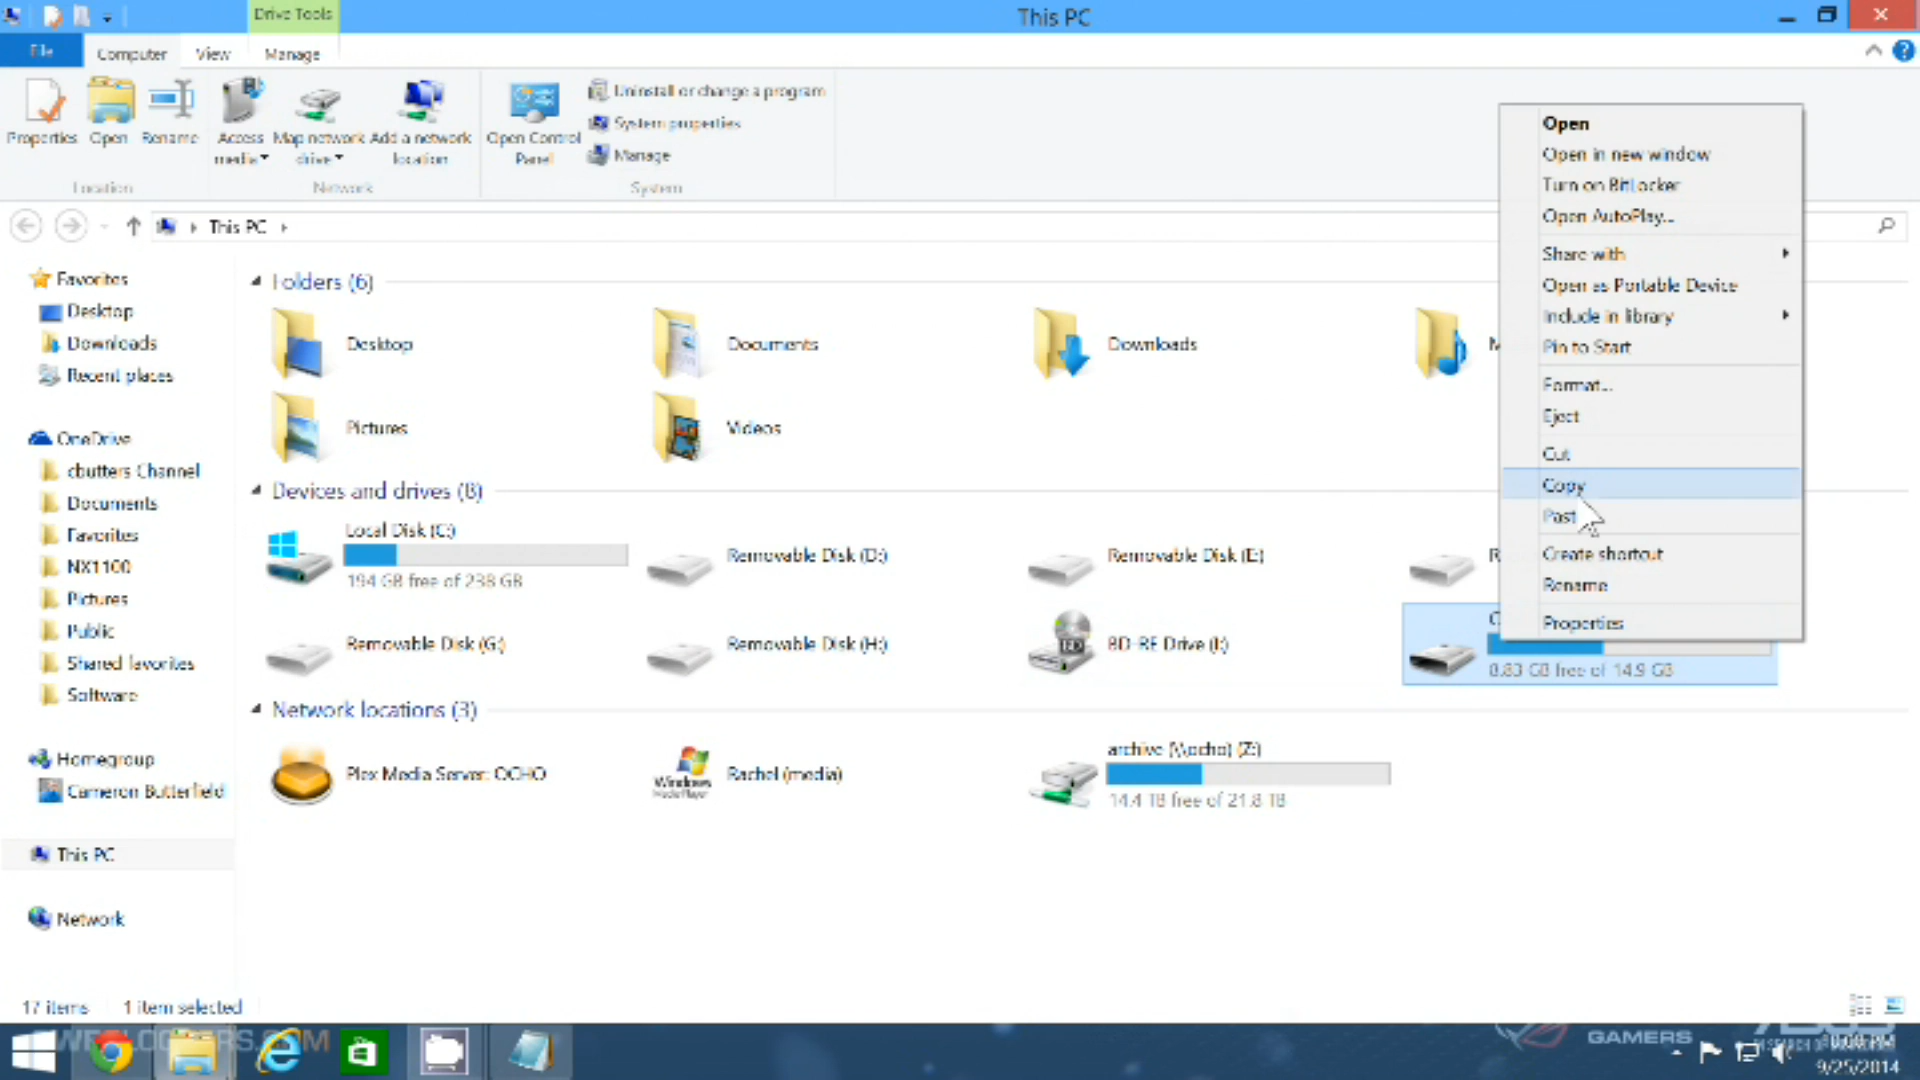 Drive Tools
This PC
File
Computer
View
Manage
Properties
Open
Rename
Access media
Map network drive
Add a network location
Open Control Panel
Uninstall or change a program
System properties
Manage
Location
Network
System
This PC
Favorites
Desktop
Downloads
Recent places
OneDrive
cbutters Channel
Documents
Favorites
NX1100
Pictures
Public
Shared favorites
Software
Homegroup
Cameron Butterfield
This PC
Network
Folders (6)
Desktop
Documents
Downloads
M
Pictures
Videos
Devices and drives (8)
Local Disk (C:)
194 GB free of 238 GB
Removable Disk (D:)
Removable Disk (E:)
R
Removable Disk (G:)
Removable Disk (H:)
BD-RE Drive (I:)
8.83 GB free of 14.9 GB
Network locations (3)
Plex Media Server: OCHO
Windows
Media Player
Rachel (media)
archive (\\ocho) (Z:)
14.4 TB free of 21.8 TB
Open
Open in new window
Turn on BitLocker
Open AutoPlay...
Share with
Open as Portable Device
Include in library
Pin to Start
Format...
Eject
Cut
Copy
Past
Create shortcut
Rename
Properties
17 items
1 item selected
GAMERS
9/25/2014